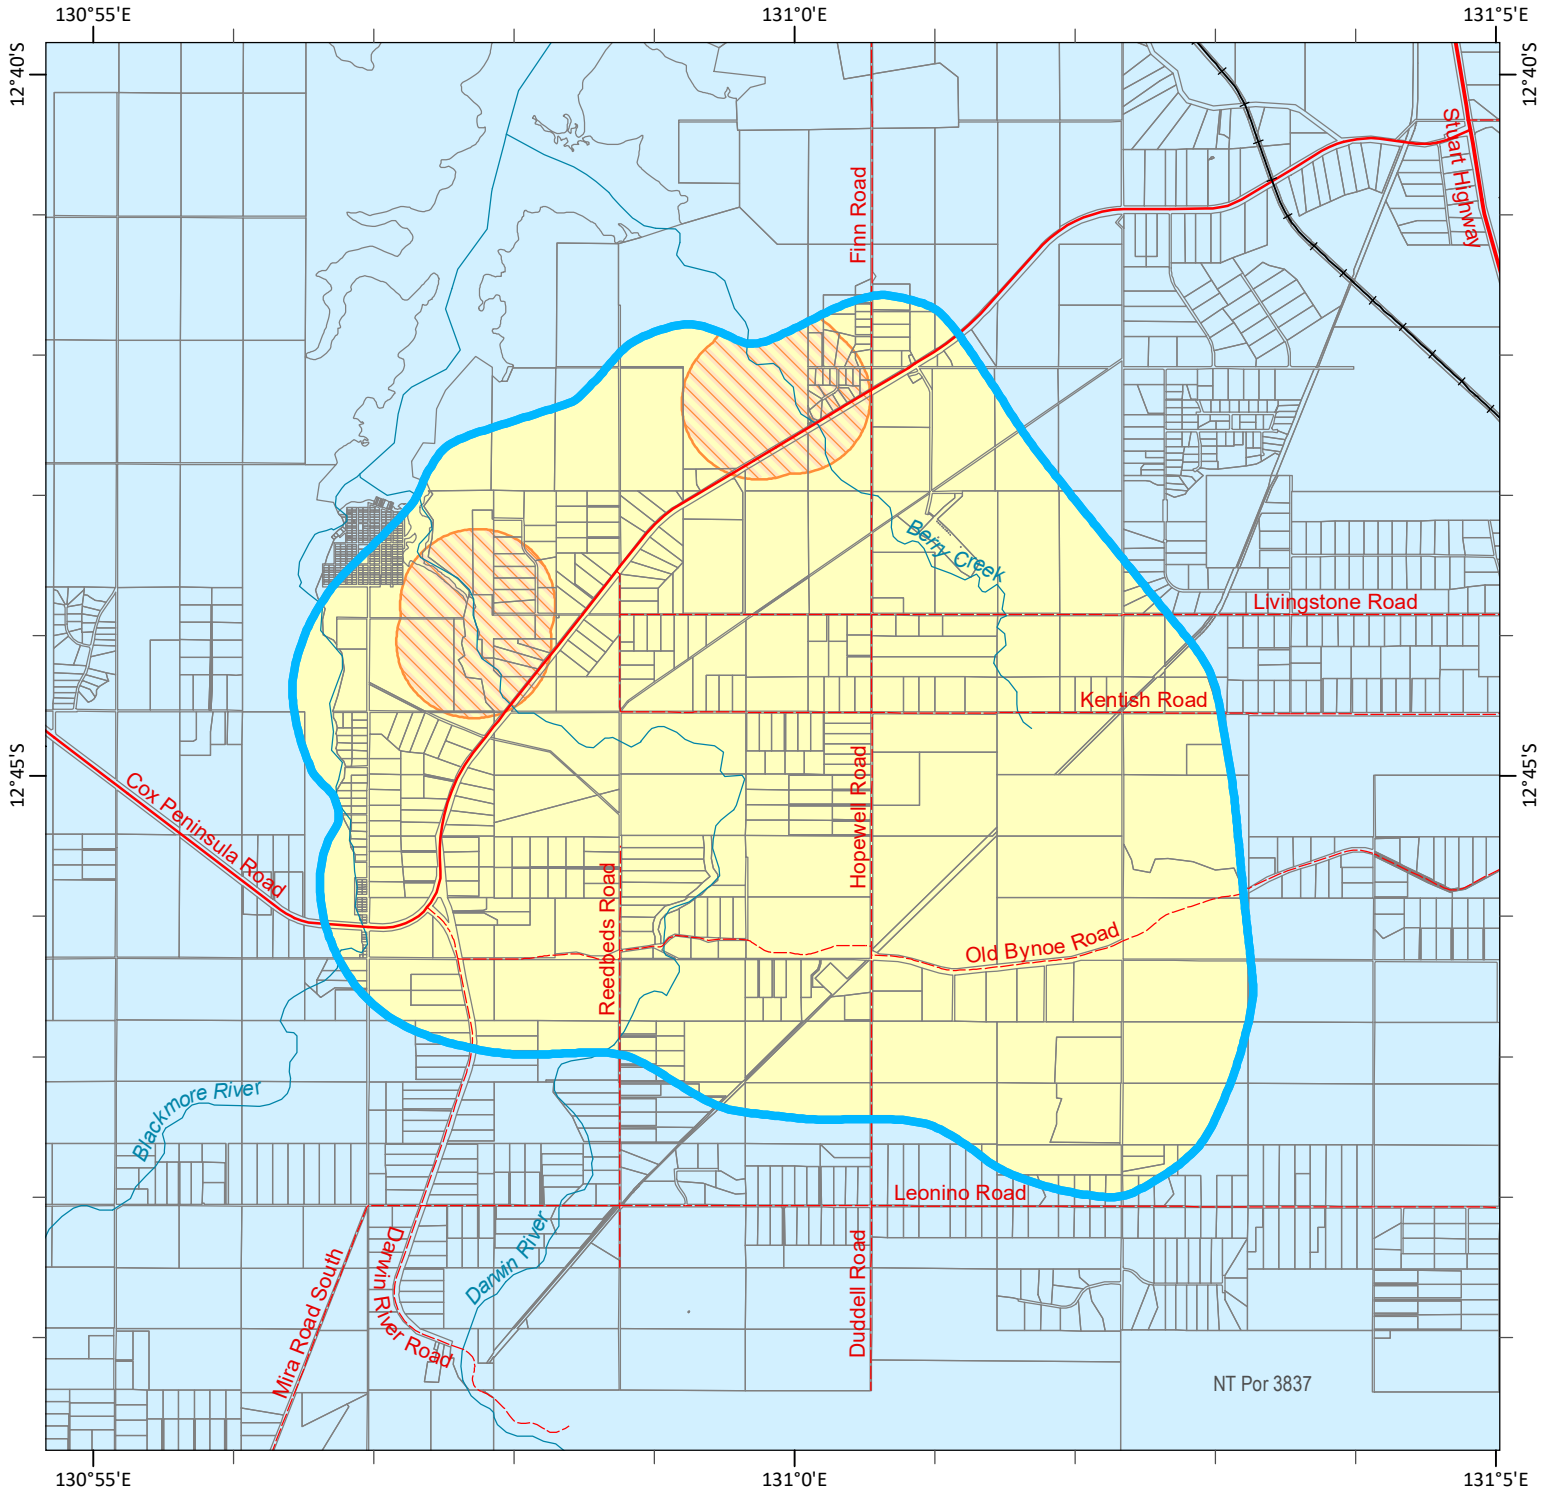 130°55'E
131°0'E
131°5'E
12°40'S
12°40'S
Stuart Highway
Finn Road
Berry Creek
Livingstone Road
Kentish Road
12°45'S
12°45'S
Cox Peninsula Road
Hopewell Road
Reedbeds Road
Old Bynoe Road
Blackmore River
Leonino Road
Darwin River
Mira Road South
Darwin River Road
Duddell Road
NT Por 3837
130°55'E
131°0'E
131°5'E